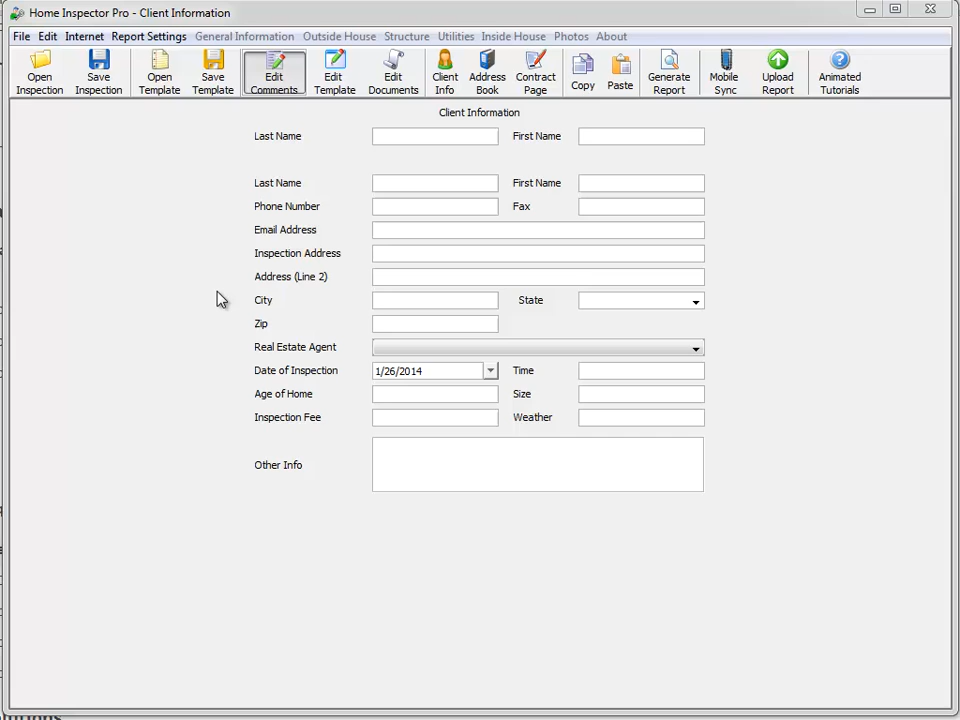 Home Inspector Pro - Client Information
File Edit Internet Report Settings General Information Outside House Structure Utilities Inside House Photos About
Open Inspection
Save Inspection
Open Template
Save Template
Edit Comments
Edit Template
Edit Documents
Client Info
Address Book
Contract Page
Copy
Paste
Generate Report
Mobile Sync
Upload Report
Animated Tutorials
Client Information
Last Name First Name
Last Name First Name
Phone Number Fax
Email Address
Inspection Address
Address (Line 2)
City State
Zip
Real Estate Agent
Date of Inspection 1/26/2014 Time
Age of Home Size
Inspection Fee Weather
Other Info